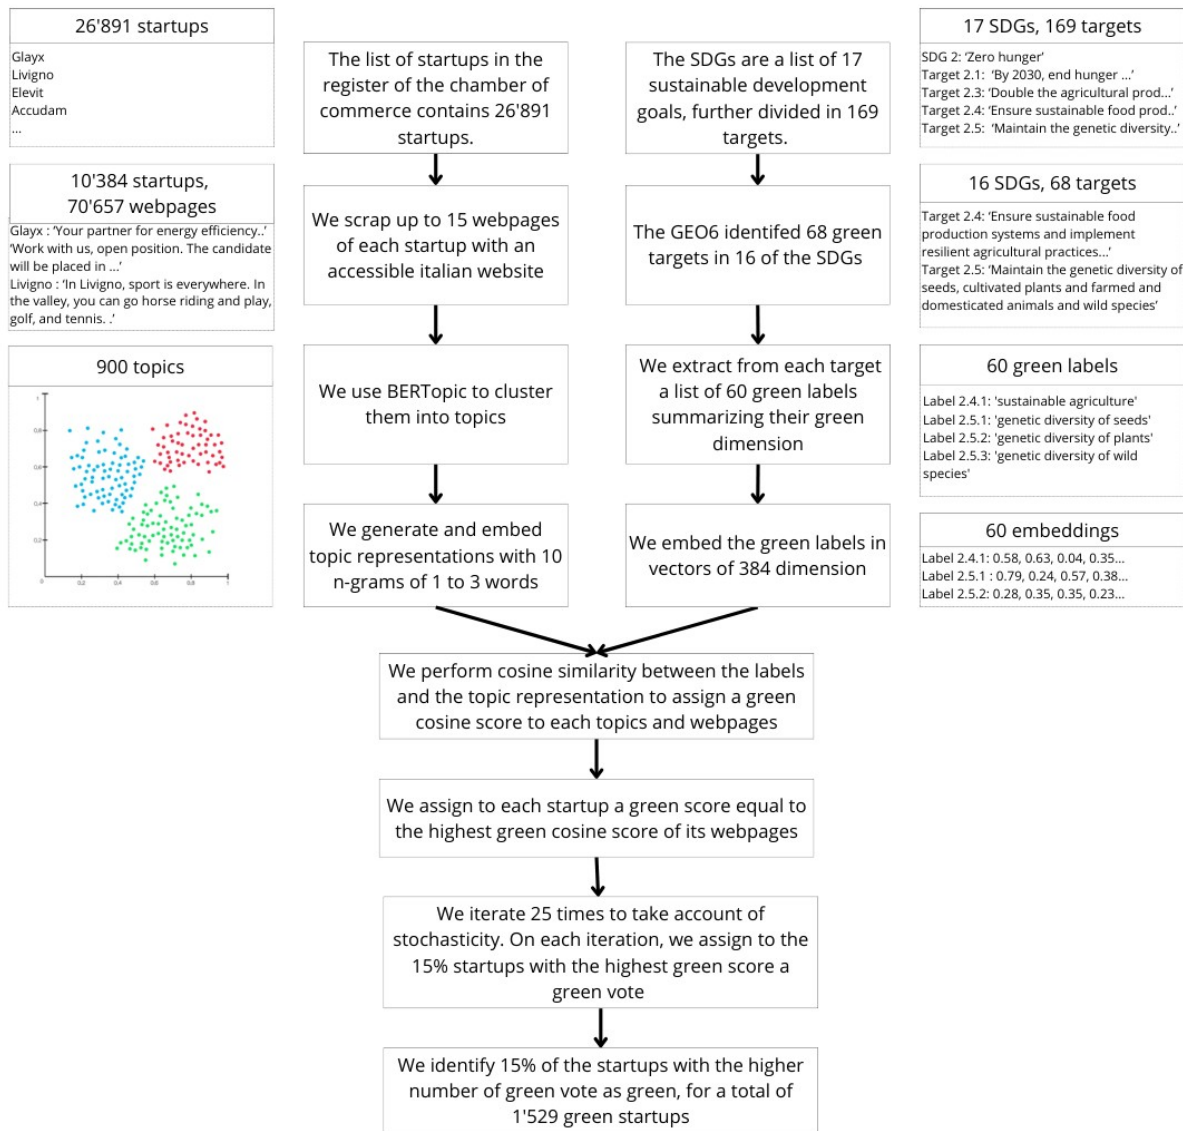 26'891 startups
Glayx
Livigno
Elevit
Accudam
...
10'384 startups,
70'657 webpages
Glayx : 'Your partner for energy efficiency..'
'Work with us, open position. The candidate
will be placed in ...'
Livigno : 'In Livigno, sport is everywhere. In
the valley, you can go horse riding and play,
golf, and tennis. .'
900 topics
1
0,8
0,6
0,4
0,2
0
0,2
0,4
0,6
0,8
1
The list of startups in the
register of the chamber of
commerce contains 26'891
startups.
We scrap up to 15 webpages
of each startup with an
accessible italian website
We use BERTopic to cluster
them into topics
We generate and embed
topic representations with 10
n-grams of 1 to 3 words
The SDGs are a list of 17
sustainable development
goals, further divided in 169
targets.
The GEO6 identifed 68 green
targets in 16 of the SDGs
We extract from each target
a list of 60 green labels
summarizing their green
dimension
We embed the green labels in
vectors of 384 dimension
17 SDGs, 169 targets
SDG 2: 'Zero hunger'
Target 2.1: 'By 2030, end hunger ...'
Target 2.3: 'Double the agricultural prod...'
Target 2.4: 'Ensure sustainable food prod..'
Target 2.5: 'Maintain the genetic diversity..'
16 SDGs, 68 targets
Target 2.4: 'Ensure sustainable food
production systems and implement
resilient agricultural practices...'
Target 2.5: 'Maintain the genetic diversity of
seeds, cultivated plants and farmed and
domesticated animals and wild species'
60 green labels
Label 2.4.1: 'sustainable agriculture'
Label 2.5.1: 'genetic diversity of seeds'
Label 2.5.2: 'genetic diversity of plants'
Label 2.5.3: 'genetic diversity of wild
species'
60 embeddings
Label 2.4.1: 0.58, 0.63, 0.04, 0.35...
Label 2.5.1 : 0.79, 0.24, 0.57, 0.38...
Label 2.5.2: 0.28, 0.35, 0.35, 0.23...
We perform cosine similarity between the labels
and the topic representation to assign a green
cosine score to each topics and webpages
We assign to each startup a green score equal to
the highest green cosine score of its webpages
We iterate 25 times to take account of
stochasticity. On each iteration, we assign to the
15% startups with the highest green score a
green vote
We identify 15% of the startups with the higher
number of green vote as green, for a total of
1'529 green startups